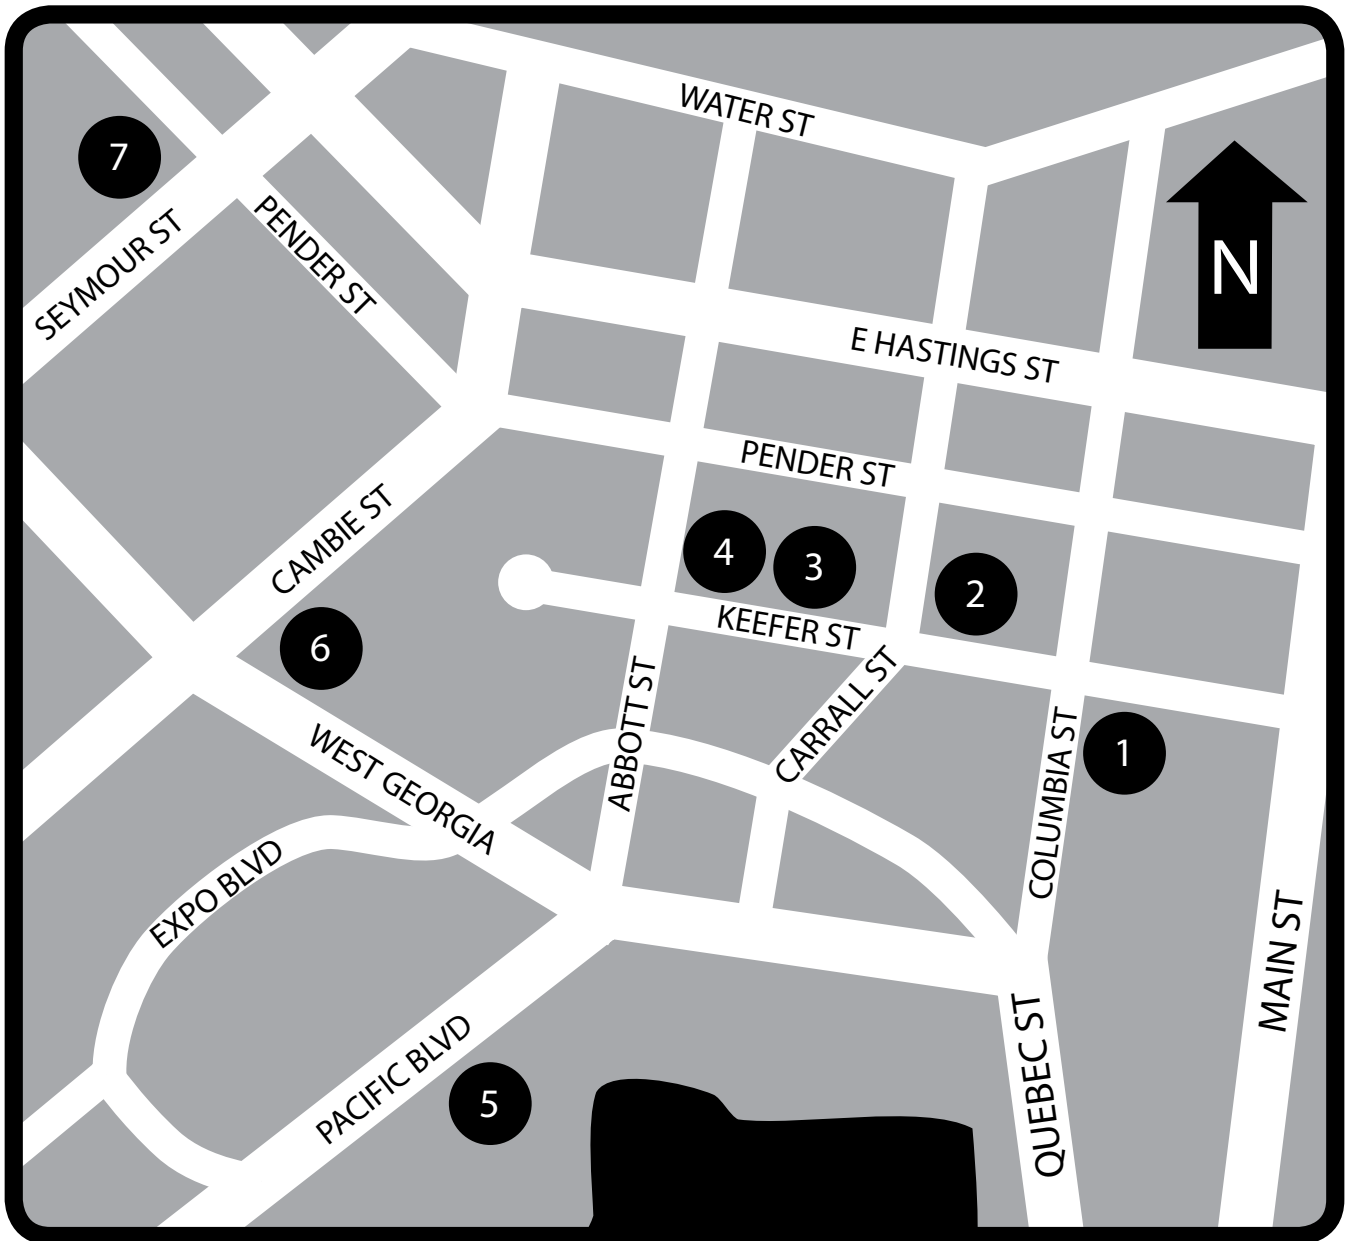 WATER ST
7
PENDER ST
SEYMOUR ST
N
E HASTINGS ST
PENDER ST
CAMBIE ST
4
3
2
KEEFER ST
6
CARRALL ST
ABBOTT ST
WEST GEORGIA
COLUMBIA ST
1
EXPO BLVD
MAIN ST
PACIFIC BLVD
5
QUEBEC ST